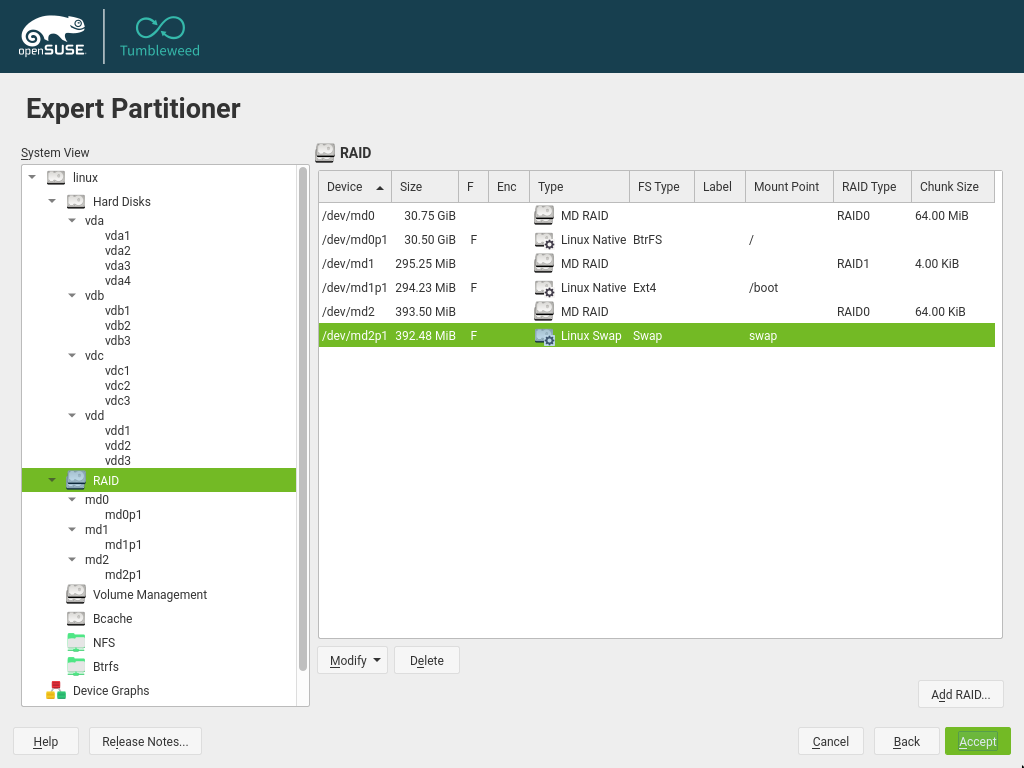 openSUSE
Tumbleweed
Expert Partitioner
System View
linux
Hard Disks
vda
vda1
vda2
vda3
vda4
vdb
vdb1
vdb2
vdb3
vdc
vdc1
vdc2
vdc3
vdd
vdd1
vdd2
vdd3
RAID
md0
md0p1
md1
md1p1
md2
md2p1
Volume Management
Bcache
NFS
Btrfs
Device Graphs
RAID
Device Size F Enc Type FS Type Label Mount Point RAID Type Chunk Size
/dev/md0 30.75 GiB MD RAID RAID0 64.00 MiB
/dev/md0p1 30.50 GiB F Linux Native BtrFS /
/dev/md1 295.25 MiB MD RAID RAID1 4.00 KiB
/dev/md1p1 294.23 MiB F Linux Native Ext4 /boot
/dev/md2 393.50 MiB MD RAID RAID0 64.00 KiB
/dev/md2p1 392.48 MiB F Linux Swap Swap swap
Modify Delete
Add RAID...
Help Release Notes... Cancel Back Accept